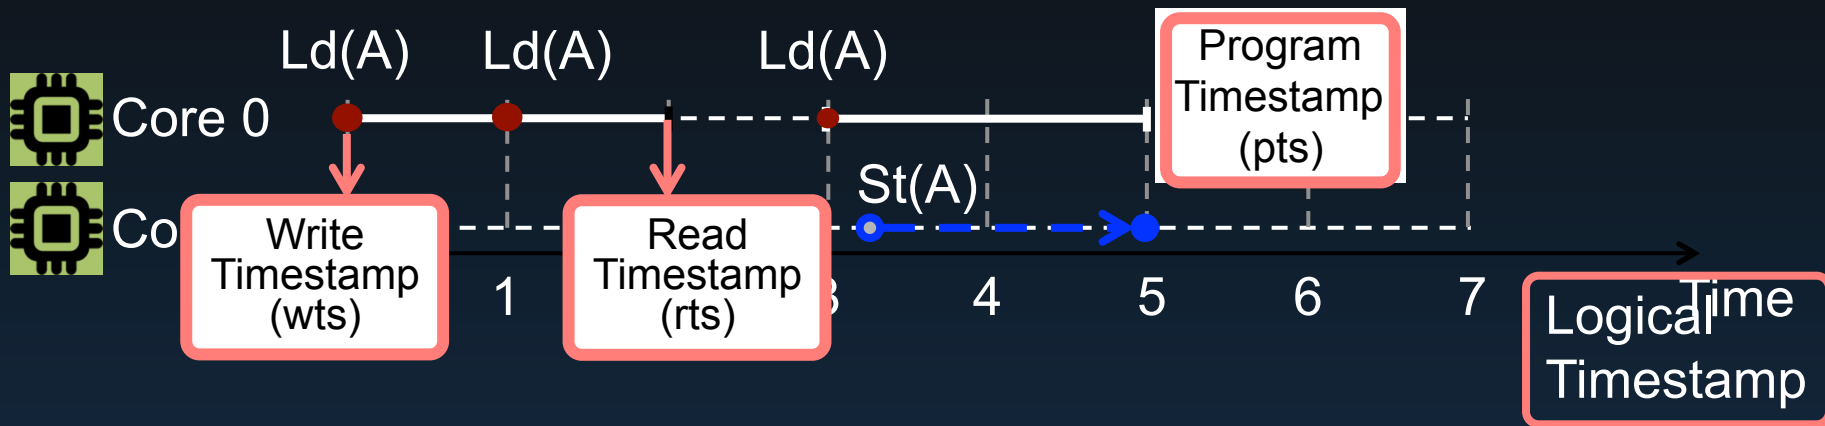 Ld(A) Ld(A) Ld(A)
Program
Timestamp
(pts)
Core 0
St(A)
Co
Write
Timestamp
(wts)
Read
Timestamp
(rts)
1 3 4 5 6 7
Time
Logical
Timestamp